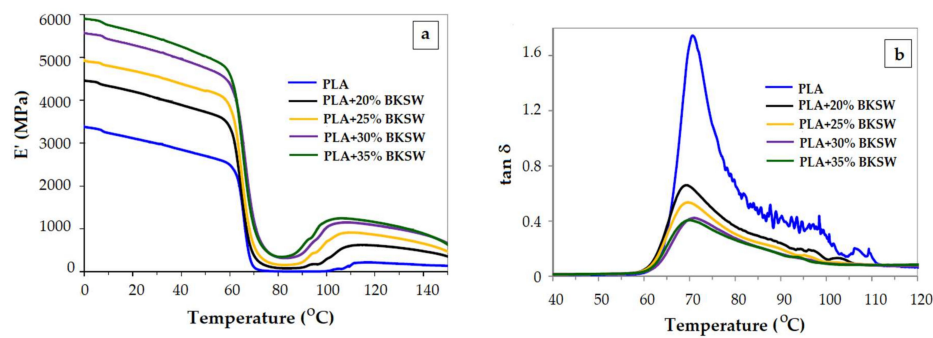 a
6000
5000
4000
3000
2000
1000
0
E' (MPa)
PLA
PLA+20% BKSW
PLA+25% BKSW
PLA+30% BKSW
PLA+35% BKSW
0 20 40 60 80 100 120 140
Temperature (OC)
b
1.6
1.2
0.8
0.4
0
tan δ
PLA
PLA+20% BKSW
PLA+25% BKSW
PLA+30% BKSW
PLA+35% BKSW
40 50 60 70 80 90 100 110 120
Temperature (OC)